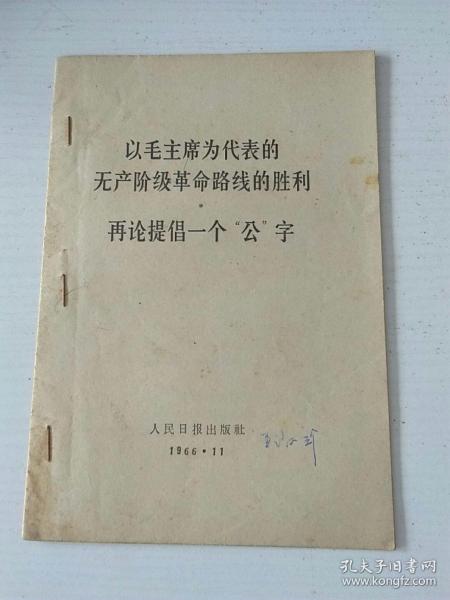 以毛主席为代表的
无产阶级革命路线的胜利
·
再论提倡一个“公”字
人民日报出版社
1966·11
孔夫子旧书网
www.kongfz.com